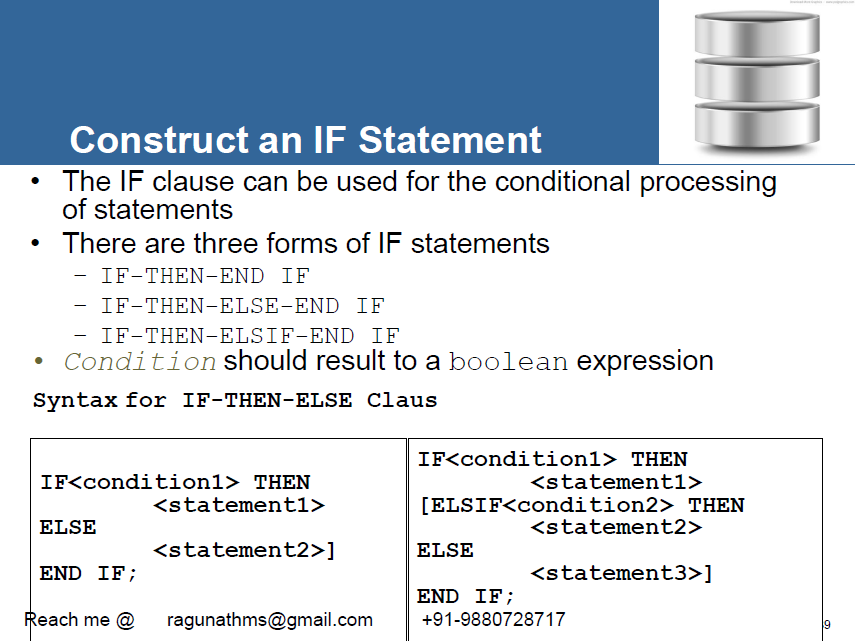 Construct an IF Statement
• The IF clause can be used for the conditional processing
of statements
• There are three forms of IF statements
– IF-THEN-END IF
– IF-THEN-ELSE-END IF
– IF-THEN-ELSIF-END IF
• Condition should result to a boolean expression
Syntax for IF-THEN-ELSE Claus
IF<condition1> THEN
<statement1>
ELSE
<statement2>]
END IF;
IF<condition1> THEN
<statement1>
[ELSIF<condition2> THEN
<statement2>
ELSE
<statement3>]
END IF;
Reach me @ ragunathms@gmail.com +91-9880728717
9